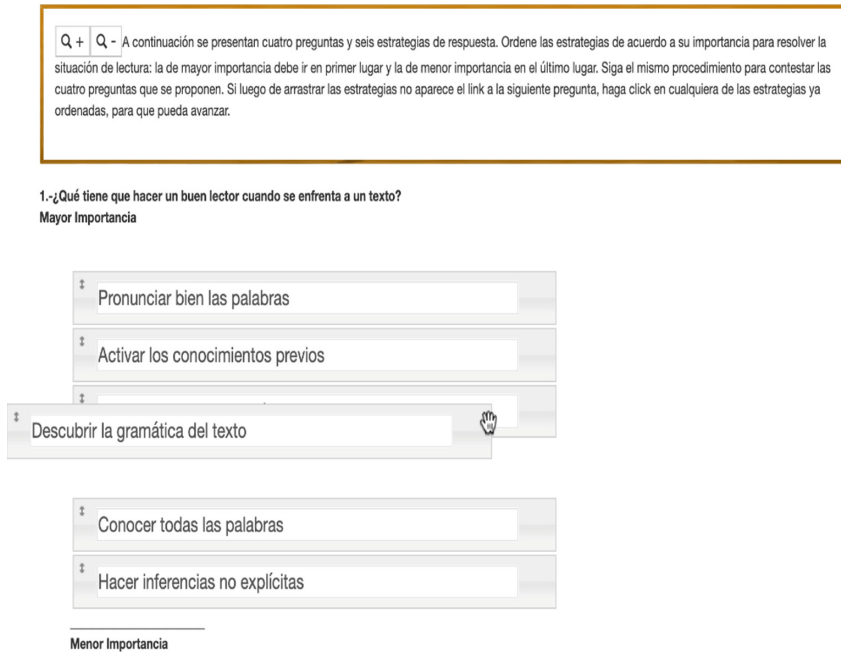 + - A continuación se presentan cuatro preguntas y seis estrategias de respuesta. Ordene las estrategias de acuerdo a su importancia para resolver la
situación de lectura: la de mayor importancia debe ir en primer lugar y la de menor importancia en el último lugar. Siga el mismo procedimiento para contestar las
cuatro preguntas que se proponen. Si luego de arrastrar las estrategias no aparece el link a la siguiente pregunta, haga click en cualquiera de las estrategias ya
ordenadas, para que pueda avanzar.
1.-¿Qué tiene que hacer un buen lector cuando se enfrenta a un texto?
Mayor Importancia
Pronunciar bien las palabras
Activar los conocimientos previos
Descubrir la gramática del texto
Conocer todas las palabras
Hacer inferencias no explícitas
Menor Importancia